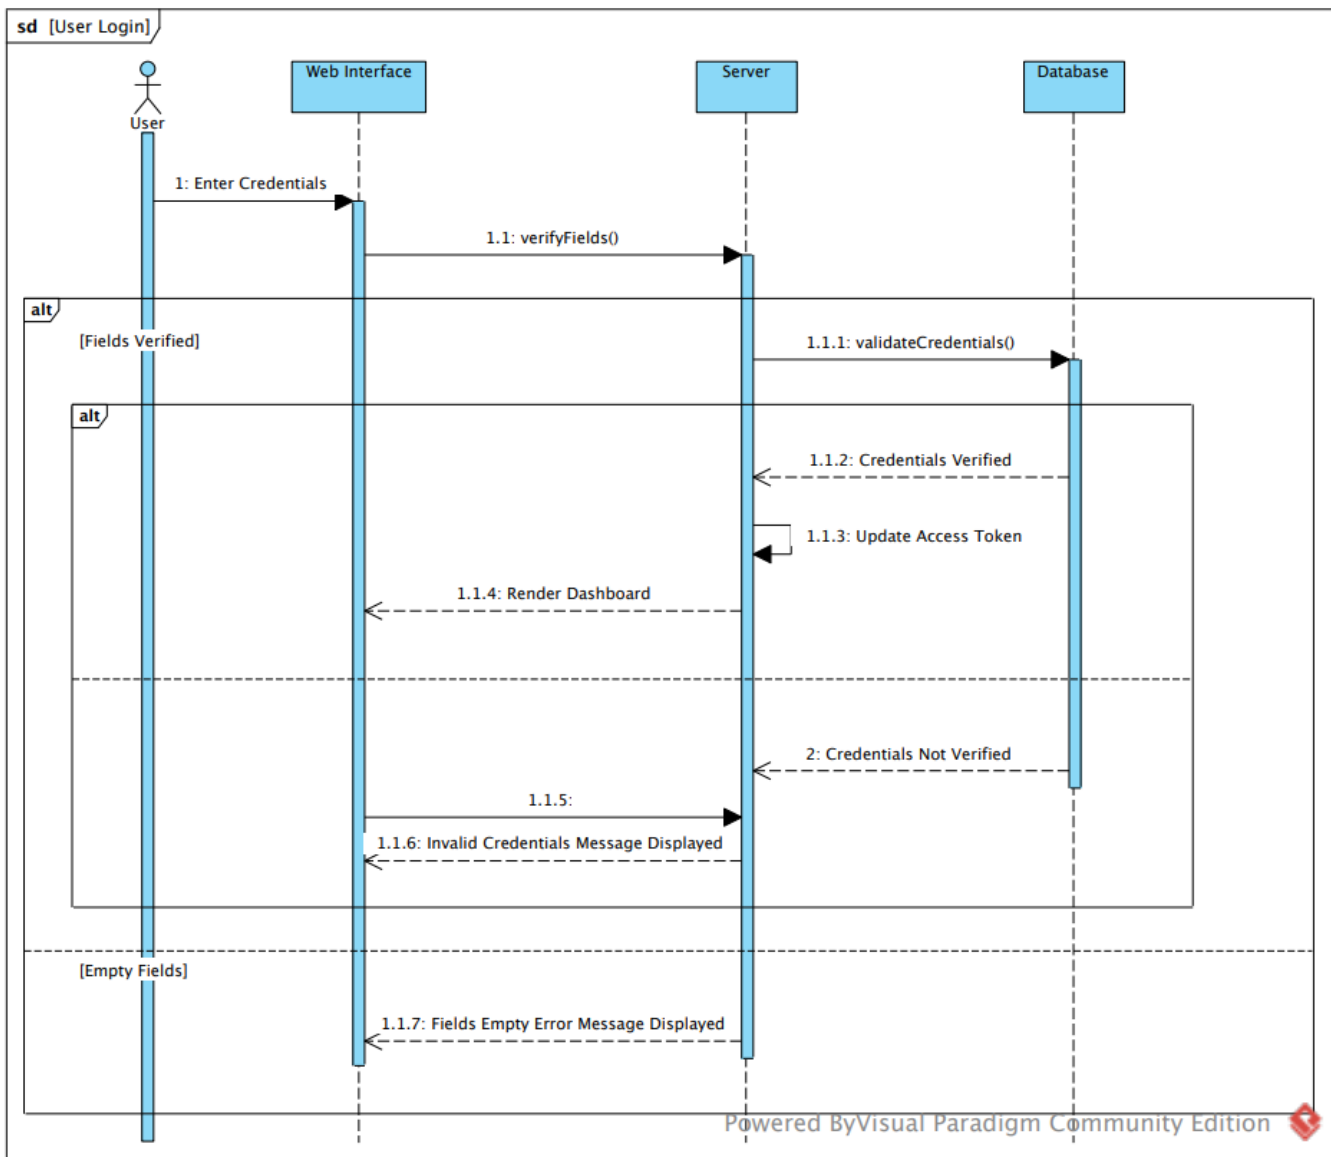 sd [User Login]
Web Interface
Server
Database
User
1: Enter Credentials
1.1: verifyFields()
alt
[Fields Verified]
1.1.1: validateCredentials()
alt
1.1.2: Credentials Verified
1.1.3: Update Access Token
1.1.4: Render Dashboard
2: Credentials Not Verified
1.1.5:
1.1.6: Invalid Credentials Message Displayed
[Empty Fields]
1.1.7: Fields Empty Error Message Displayed
Powered ByVisual Paradigm Community Edition